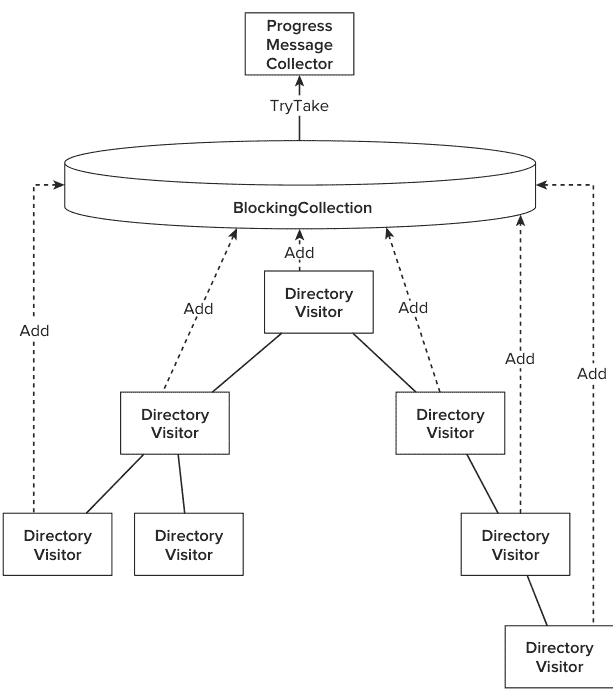 Progress
Message
Collector
TryTake
BlockingCollection
Add
Directory
Visitor
Add
Add
Add
Add
Add
Directory
Visitor
Directory
Visitor
Directory
Visitor
Directory
Visitor
Directory
Visitor
Directory
Visitor